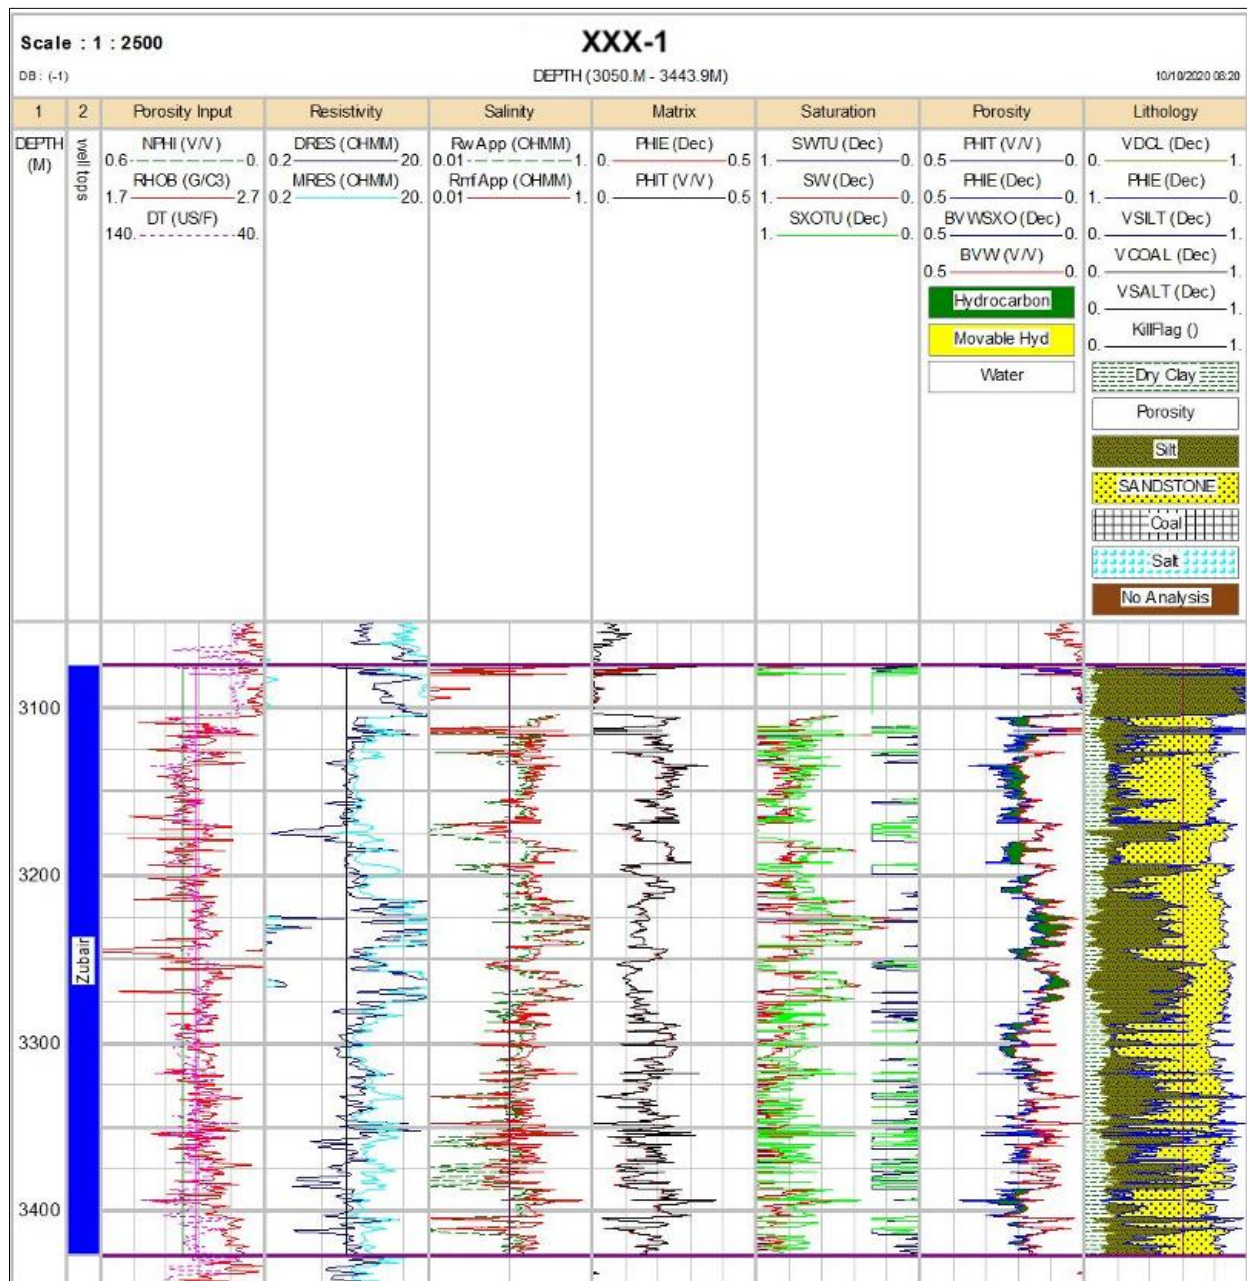 Scale : 1 : 2500
XXX-1
DB : (-1)
DEPTH (3050.M - 3443.9M)
10/10/2020 08:20
1 2 Porosity Input Resistivity Salinity Matrix Saturation Porosity Lithology
DEPTH (M)
well tops
NPHI (V/V)
0.6 0.
RHOB (G/C3)
1.7 2.7
DT (US/F)
140. 40.
DRES (OHMM)
0.2 20.
MRES (OHMM)
0.2 20.
RwApp (OHMM)
0.01 1.
RmfApp (OHMM)
0.01 1.
PHIE (Dec)
0. 0.5
PHIT (V/V)
0. 0.5
SWTU (Dec)
1. 0.
SW (Dec)
1. 0.
SXOTU (Dec)
1. 0.
PHIT (V/V)
0.5 0.
PHIE (Dec)
0.5 0.
BVWSXO (Dec)
0.5 0.
BVW (V/V)
0.5 0.
Hydrocarbon
Movable Hyd
Water
VDCL (Dec)
0. 1.
PHIE (Dec)
1. 0.
VSILT (Dec)
0. 1.
VCOAL (Dec)
0. 1.
VSALT (Dec)
0. 1.
KillFlag ()
0. 1.
Dry Clay
Porosity
Silt
SANDSTONE
Coal
Salt
No Analysis
3100
3200
Zubair
3300
3400